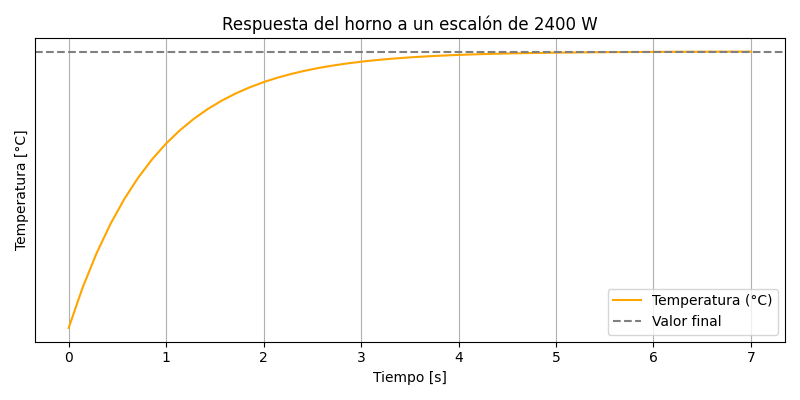 Respuesta del horno a un escalón de 2400 W
Temperatura [°C]
Temperatura (°C)
Valor final
0 1 2 3 4 5 6 7
Tiempo [s]